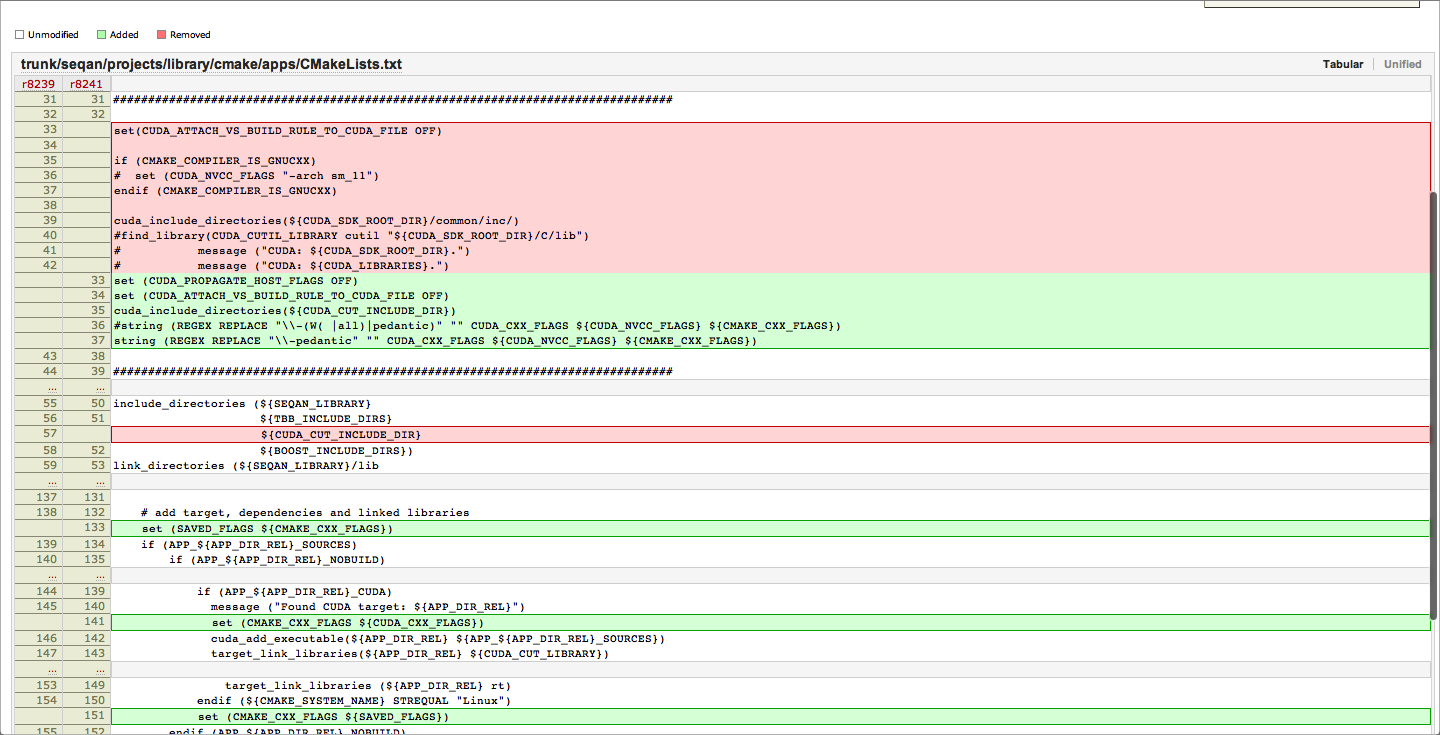 Unmodified Added Removed
trunk/seqan/projects/library/cmake/apps/CMakeLists.txt Tabular Unified
r8239 r8241
31 31 ################################################################################
32 32
33 set(CUDA_ATTACH_VS_BUILD_RULE_TO_CUDA_FILE OFF)
34
35 if (CMAKE_COMPILER_IS_GNUCXX)
36 #  set (CUDA_NVCC_FLAGS "-arch sm_11")
37 endif (CMAKE_COMPILER_IS_GNUCXX)
38
39 cuda_include_directories(${CUDA_SDK_ROOT_DIR}/common/inc/)
40 #find_library(CUDA_CUTIL_LIBRARY cutil "${CUDA_SDK_ROOT_DIR}/C/lib")
41 #           message ("CUDA: ${CUDA_SDK_ROOT_DIR}.")
42 #           message ("CUDA: ${CUDA_LIBRARIES}.")
33 set (CUDA_PROPAGATE_HOST_FLAGS OFF)
34 set (CUDA_ATTACH_VS_BUILD_RULE_TO_CUDA_FILE OFF)
35 cuda_include_directories(${CUDA_CUT_INCLUDE_DIR})
36 #string (REGEX REPLACE "\\-(W( |all)|pedantic)" "" CUDA_CXX_FLAGS ${CUDA_NVCC_FLAGS} ${CMAKE_CXX_FLAGS})
37 string (REGEX REPLACE "\\-pedantic" "" CUDA_CXX_FLAGS ${CUDA_NVCC_FLAGS} ${CMAKE_CXX_FLAGS})
43 38
44 39 ################################################################################
… …
55 50 include_directories (${SEQAN_LIBRARY}
56 51                      ${TBB_INCLUDE_DIRS}
57                      ${CUDA_CUT_INCLUDE_DIR}
58 52                      ${BOOST_INCLUDE_DIRS})
59 53 link_directories (${SEQAN_LIBRARY}/lib
… …
137 131
138 132     # add target, dependencies and linked libraries
133     set (SAVED_FLAGS ${CMAKE_CXX_FLAGS})
139 134     if (APP_${APP_DIR_REL}_SOURCES)
140 135         if (APP_${APP_DIR_REL}_NOBUILD)
… …
144 139             if (APP_${APP_DIR_REL}_CUDA)
145 140               message ("Found CUDA target: ${APP_DIR_REL}")
141               set (CMAKE_CXX_FLAGS ${CUDA_CXX_FLAGS})
146 142               cuda_add_executable(${APP_DIR_REL} ${APP_${APP_DIR_REL}_SOURCES})
147 143               target_link_libraries(${APP_DIR_REL} ${CUDA_CUT_LIBRARY})
… …
153 149                 target_link_libraries (${APP_DIR_REL} rt)
154 150             endif (${CMAKE_SYSTEM_NAME} STREQUAL "Linux")
151             set (CMAKE_CXX_FLAGS ${SAVED_FLAGS})
155 152         endif (APP_${APP_DIR_REL}_NOBUILD)